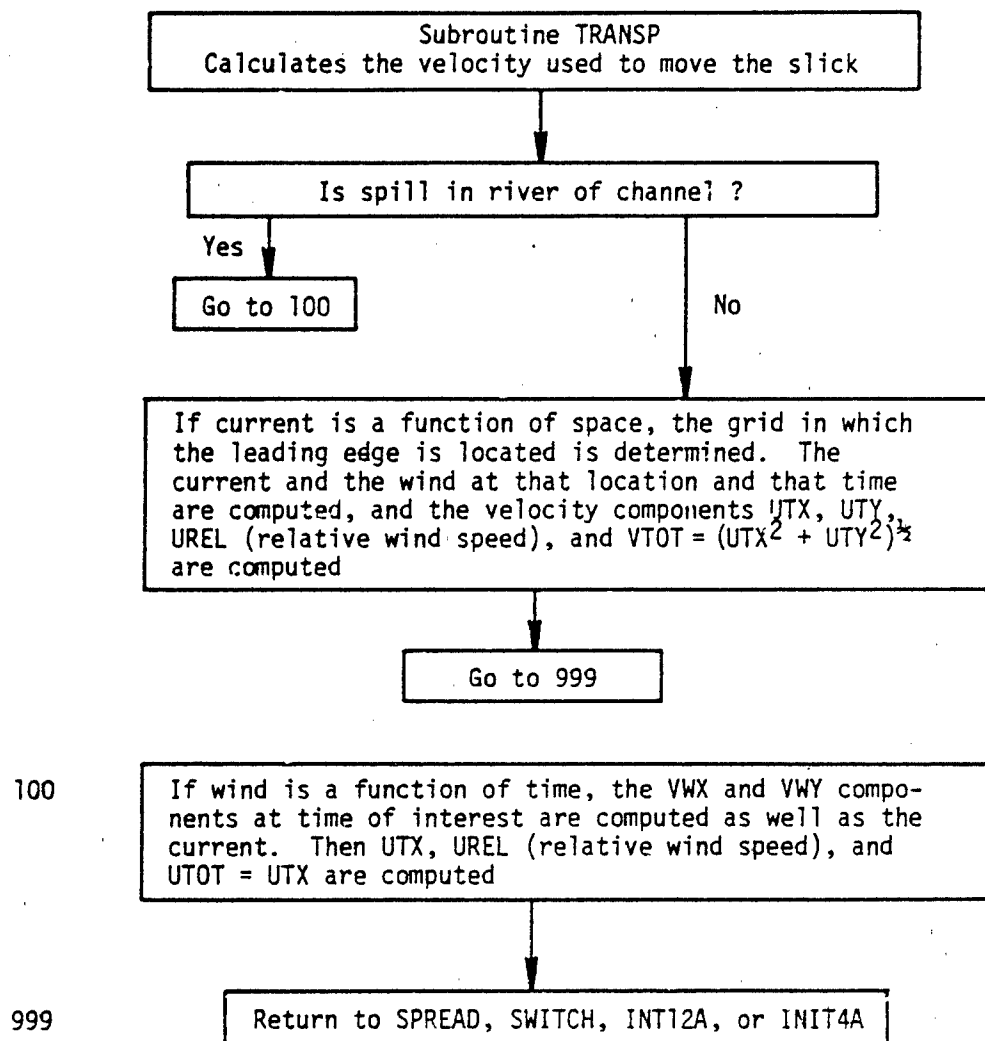 Subroutine TRANSP
Calculates the velocity used to move the slick
Is spill in river of channel ?
Yes
Go to 100
No
If current is a function of space, the grid in which
the leading edge is located is determined. The
current and the wind at that location and that time
are computed, and the velocity components UTX, UTY,
UREL (relative wind speed), and VTOT = (UTX² + UTY²)½
are computed
Go to 999
100
If wind is a function of time, the VWX and VWY compo-
nents at time of interest are computed as well as the
current. Then UTX, UREL (relative wind speed), and
UTOT = UTX are computed
999
Return to SPREAD, SWITCH, INT12A, or INIT4A